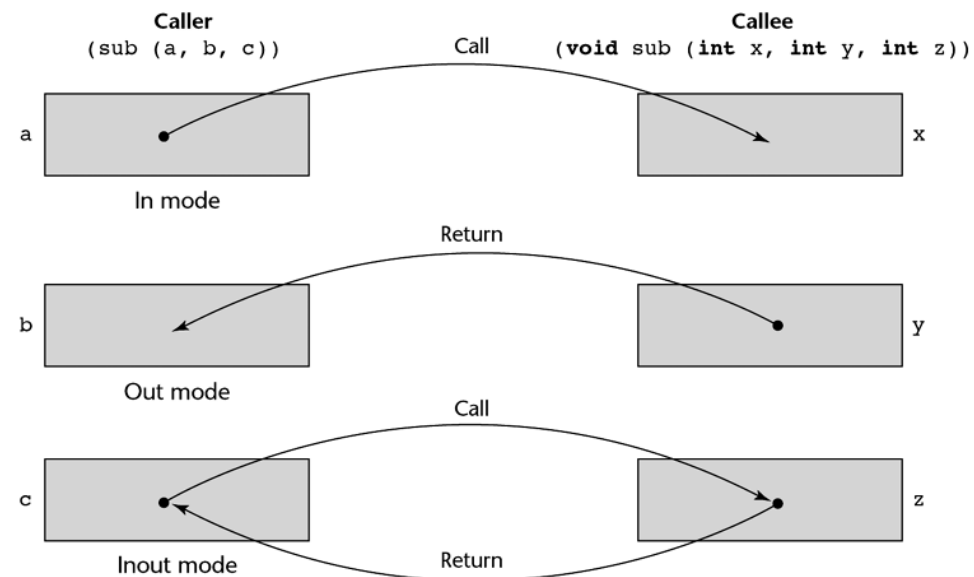 Caller
(sub (a, b, c))
Call
Callee
(void sub (int x, int y, int z))
a
x
In mode
Return
b
y
Out mode
Call
c
z
Return
Inout mode